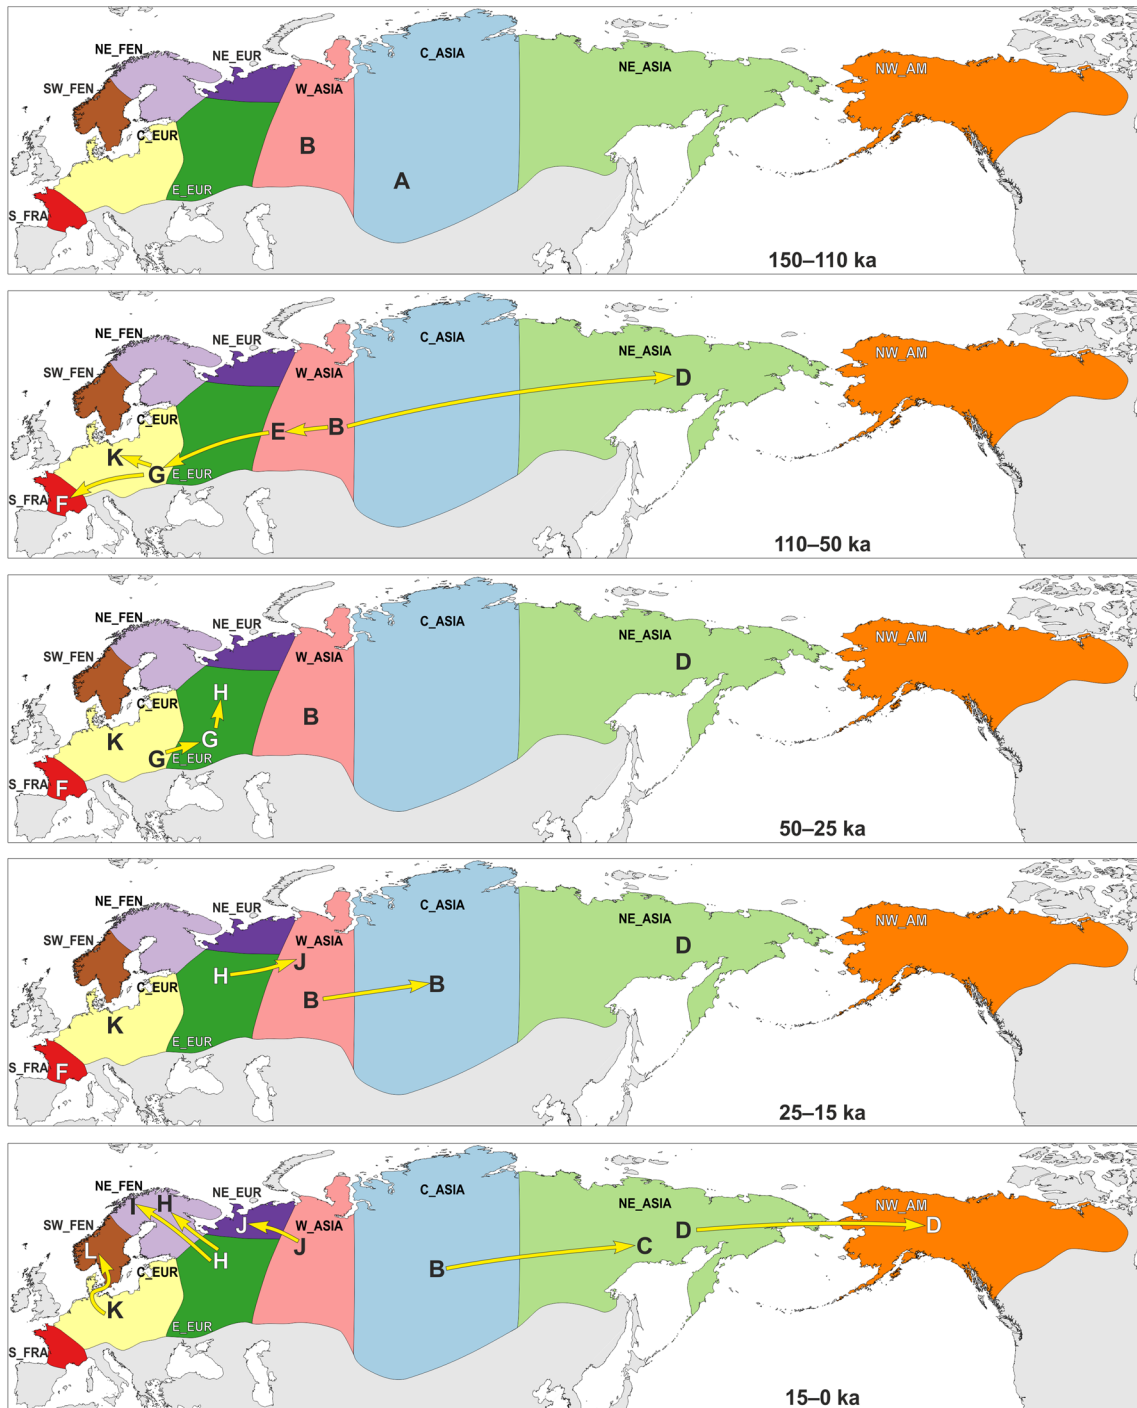 NE_FEN
NE_EUR
C_ASIA
NE_ASIA
NW_AM
SW_FEN
W_ASIA
C_EUR
B
A
E_EUR
S_FRA
150–110 ka
NE_FEN
NE_EUR
C_ASIA
NE_ASIA
NW_AM
SW_FEN
W_ASIA
D
C_EUR
E
B
K
G
E_EUR
S_FRA
F
110–50 ka
NE_FEN
NE_EUR
C_ASIA
NE_ASIA
NW_AM
SW_FEN
W_ASIA
D
H
C_EUR
B
K
G
G
E_EUR
S_FRA
F
50–25 ka
NE_FEN
NE_EUR
C_ASIA
NE_ASIA
NW_AM
SW_FEN
W_ASIA
D
J
H
C_EUR
B
B
K
E_EUR
S_FRA
F
25–15 ka
NE_FEN
NE_EUR
C_ASIA
NE_ASIA
NW_AM
I
H
SW_FEN
J
W_ASIA
D
D
L
J
C
H
C_EUR
B
K
E_EUR
S_FRA
15–0 ka